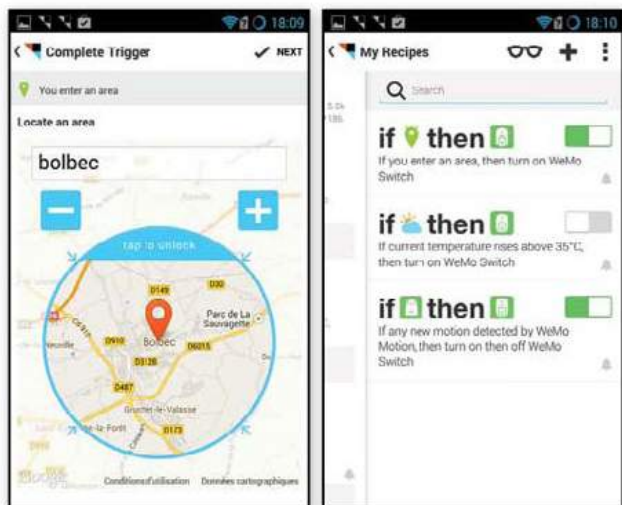 18:09
Complete Trigger
NEXT
You enter an area
Locate an area
bolbec
tap to unlock
D149
D30
Parc de La
Sauvagette
D910
Bolbec
D6015
D3126
D487
Gruchet-le-Valasse
D173
Conditions d'utilisation
Données cartographiques
18:10
My Recipes
Search
if then
If you enter an area, then turn on WeMo
Switch
if then
If current temperature rises above 35°C,
then turn on WeMo Switch
if then
If any new motion detected by WeMo
Motion, then turn on then off WeMo
Switch